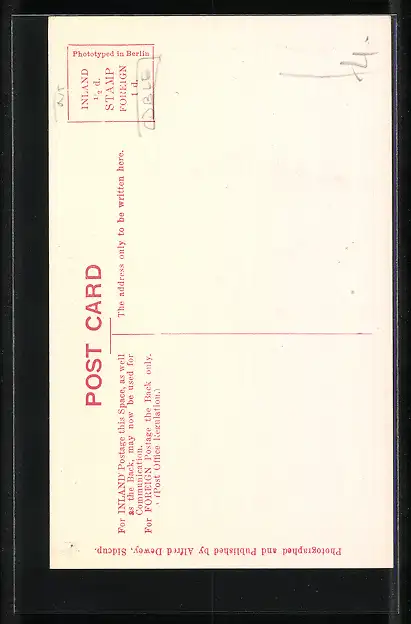 POST CARD
For INLAND Postage this Space, as well
as the Back, may now be used for
Communication.
For FOREIGN Postage the Back only.
(Post Office Regulation.)
The address only to be written here.
Phototyped in Berlin
INLAND
½ d.
STAMP
FOREIGN
1 d.
Photographed and Published by Alfred Dewey, Sidcup.